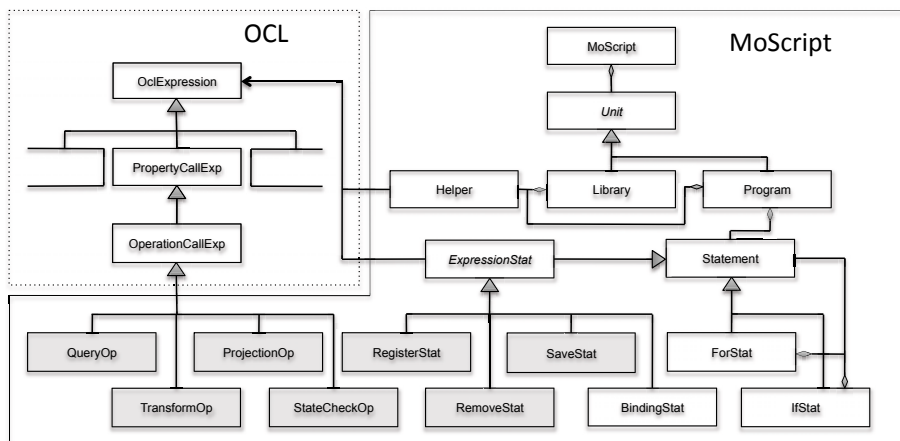 OCL
MoScript
MoScript
OclExpression
Unit
PropertyCallExp
Helper
Library
Program
OperationCallExp
ExpressionStat
Statement
QueryOp
ProjectionOp
RegisterStat
SaveStat
ForStat
TransformOp
StateCheckOp
RemoveStat
BindingStat
IfStat